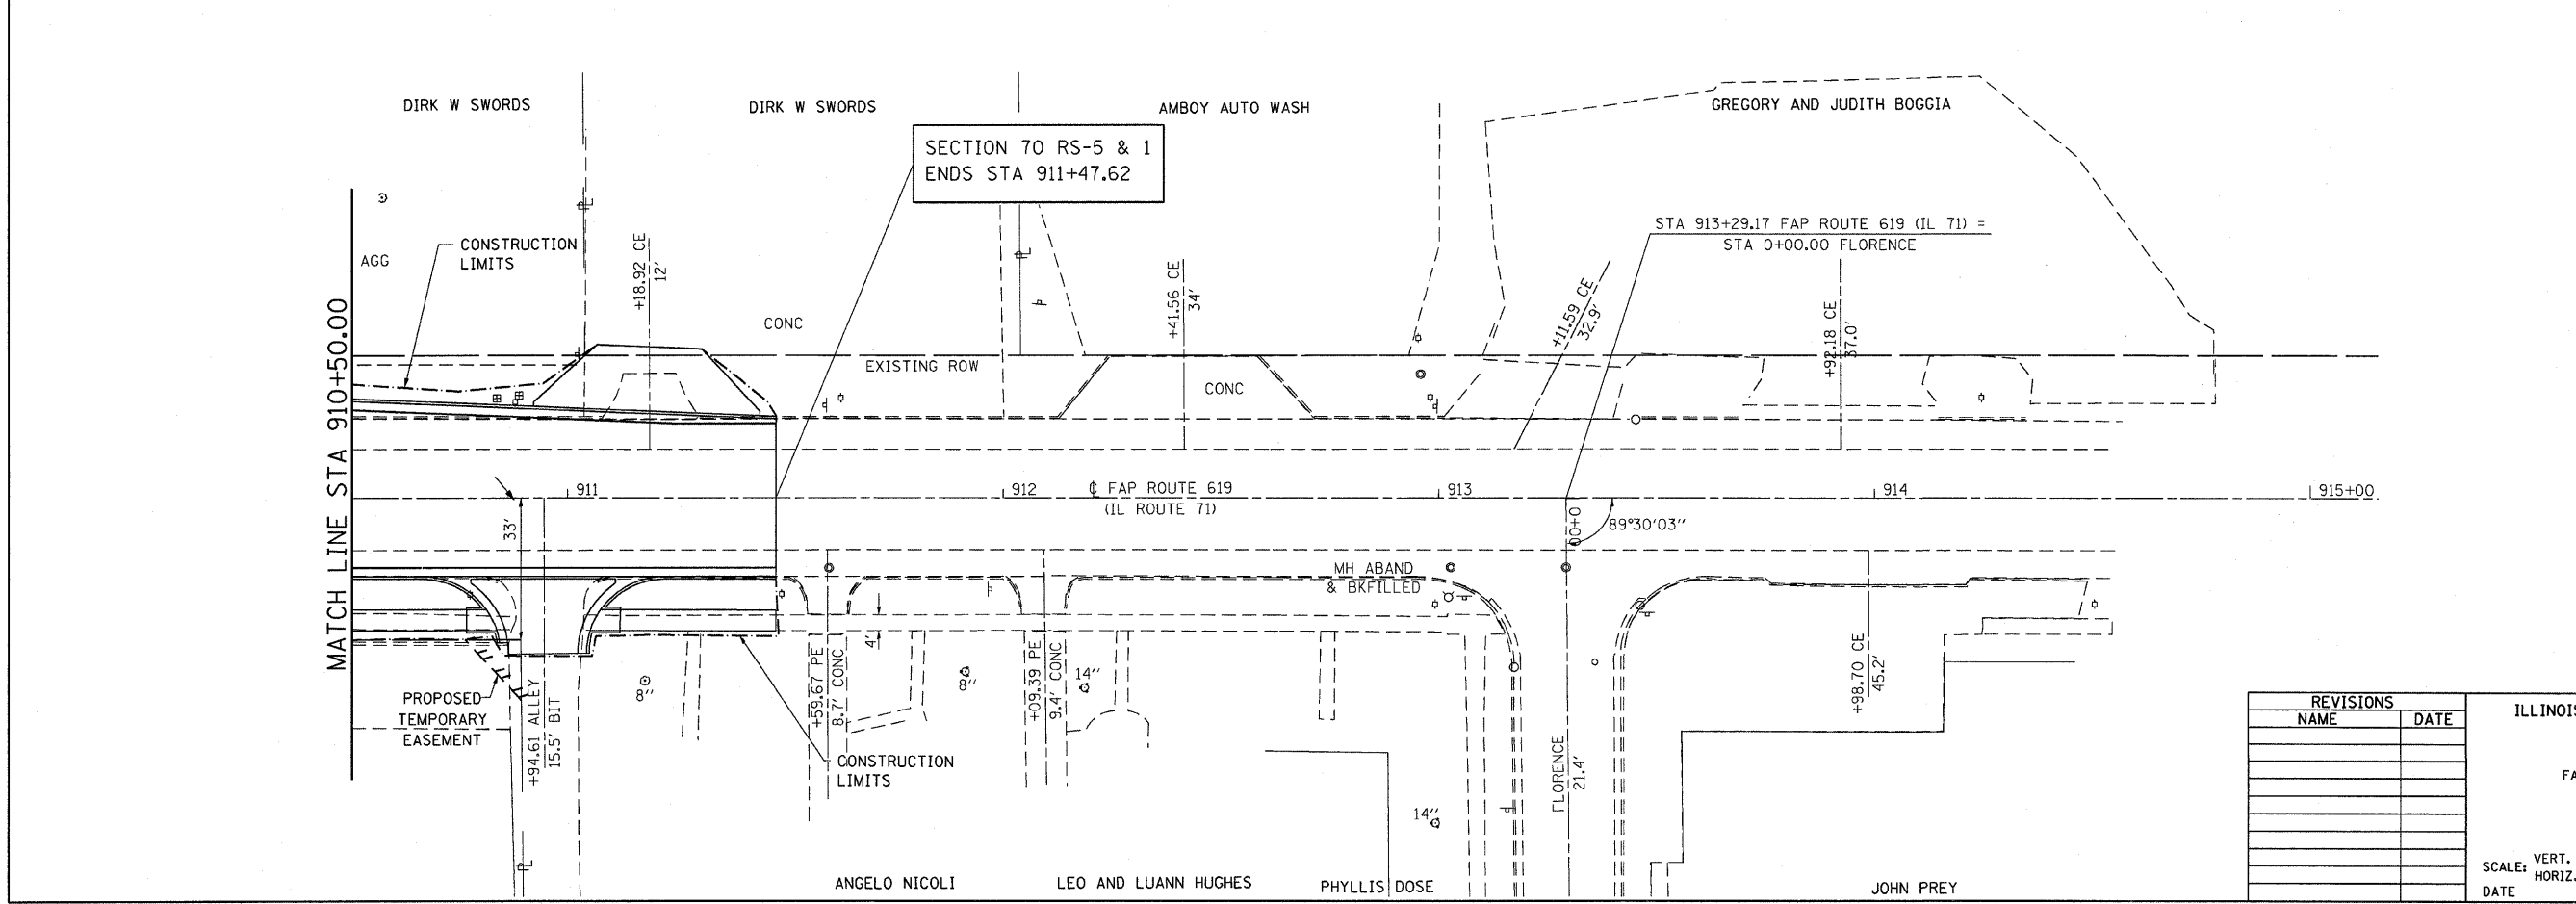 DIRK W SWORDS
DIRK W SWORDS
AMBOY AUTO WASH
GREGORY AND JUDITH BOGGIA
SECTION 70 RS-5 & 1
ENDS STA 911+47.62
STA 913+29.17 FAP ROUTE 619 (IL 71) =
STA 0+00.00 FLORENCE
CONSTRUCTION
LIMITS
AGG
PL
PL
+18.92 CE
12'
CONC
+41.56 CE
34'
+11.59 CE
32.9'
+92.18 CE
37.0'
MATCH LINE STA 910+50.00
EXISTING ROW
CONC
911
912
℄ FAP ROUTE 619
(IL ROUTE 71)
913
914
915+00
33'
0+00
89°30'03"
MH ABAND
& BKFILLED
4'
PROPOSED
TEMPORARY
EASEMENT
+94.61 ALLEY
15.5' BIT
8"
+59.67 PE
8.7' CONC
8"
+09.39 PE
9.4' CONC
14"
+98.70 CE
45.2'
CONSTRUCTION
LIMITS
FLORENCE
21.4'
14"
PL
ANGELO NICOLI
LEO AND LUANN HUGHES
PHYLLIS DOSE
JOHN PREY
REVISIONS
NAME
DATE
ILLINOIS
FA
SCALE: VERT.
HORIZ.
DATE